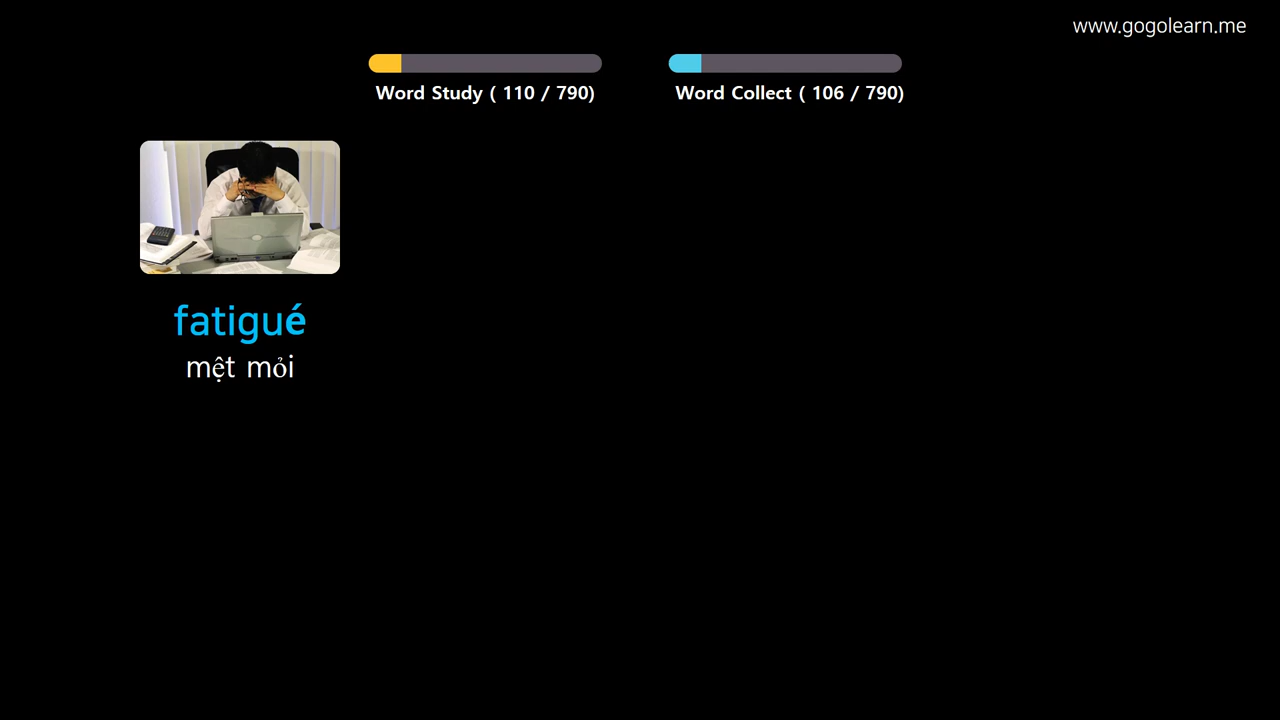 www.gogolearn.me
Word Study ( 110 / 790)
Word Collect ( 106 / 790)
fatigué
mệt mỏi